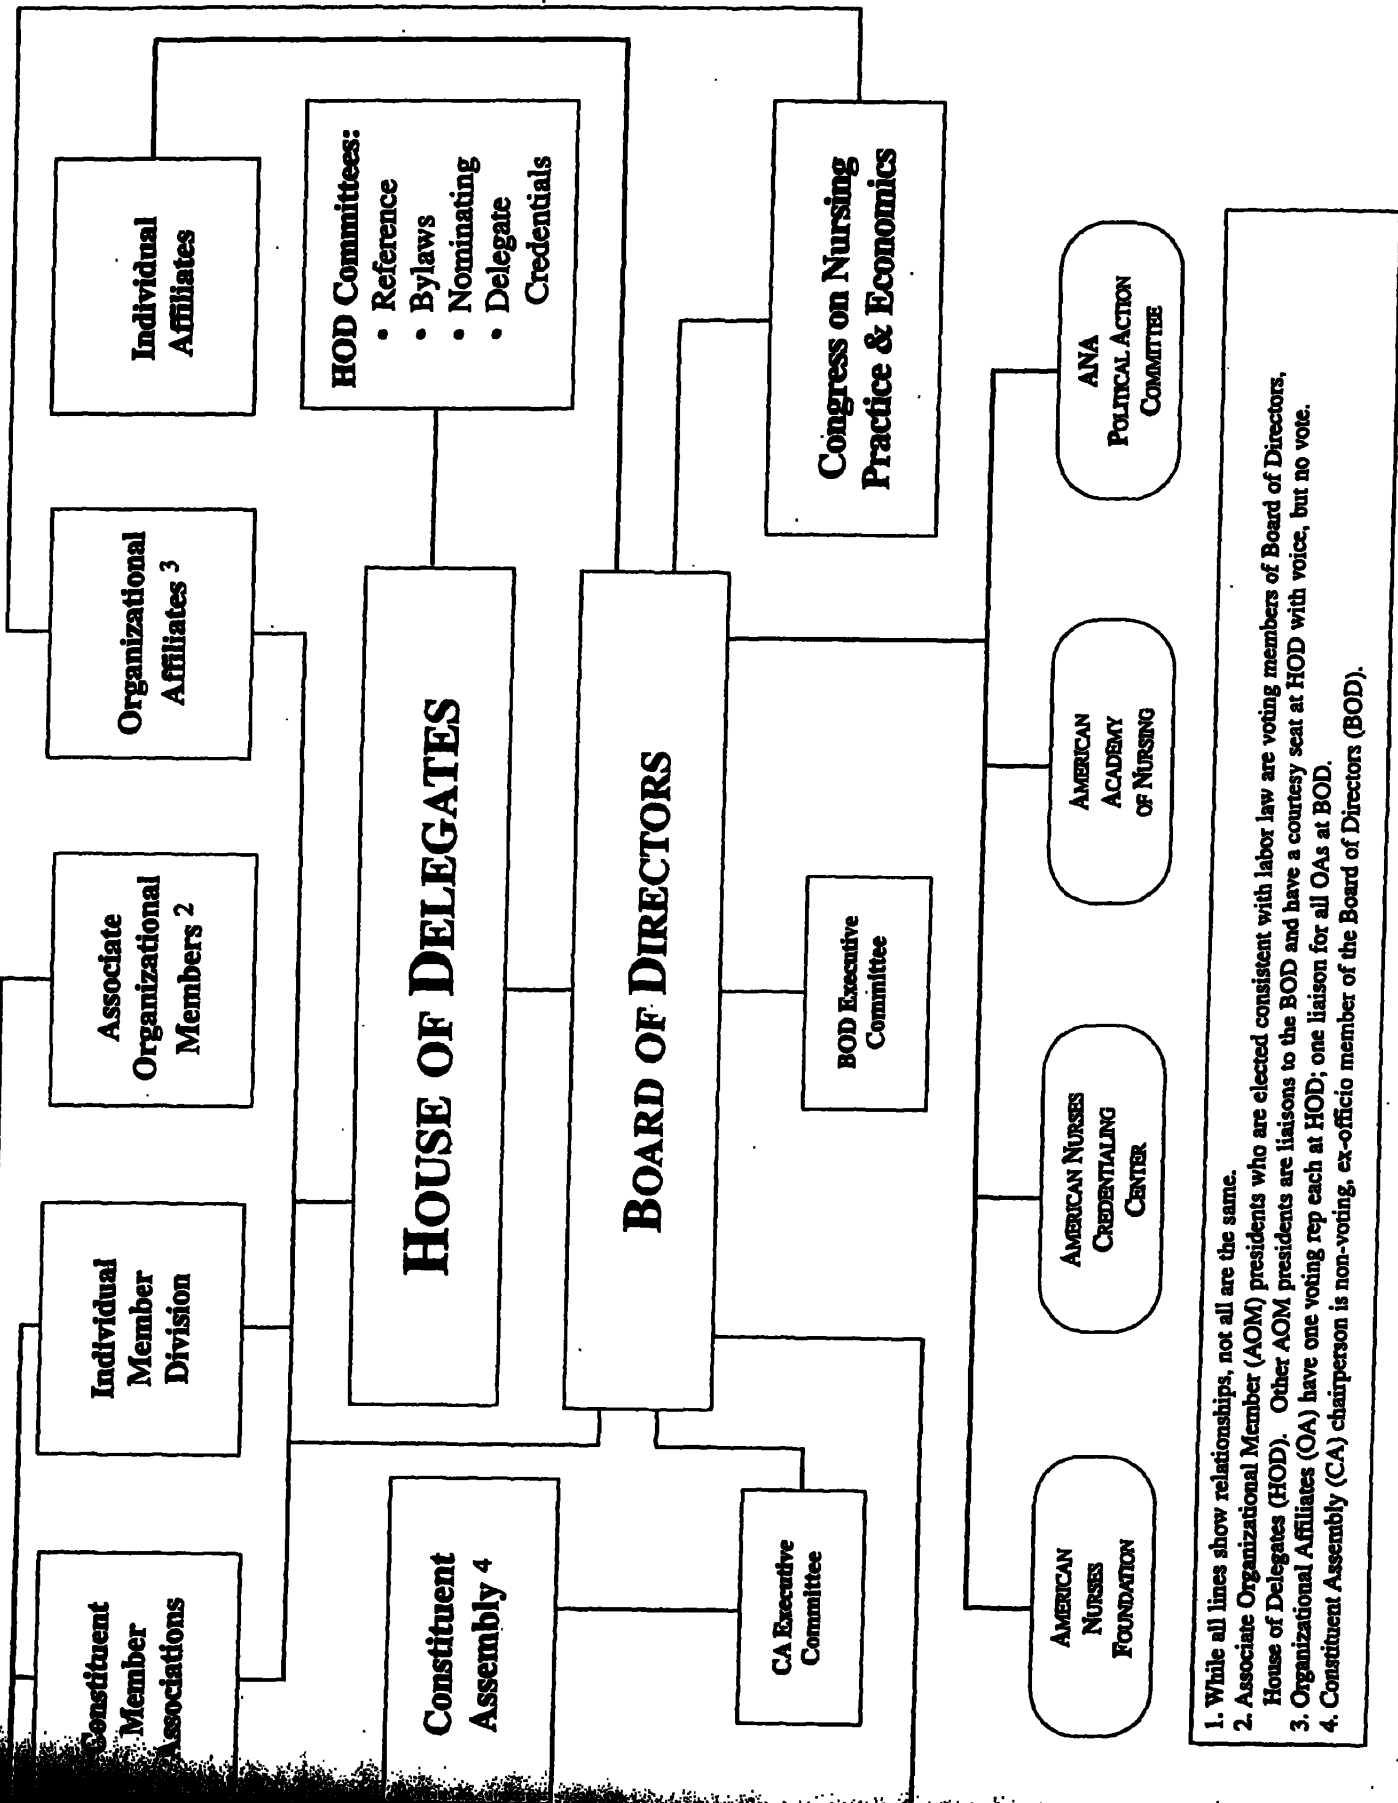 Constituent
Member
Associations
Individual
Member
Division
Associate
Organizational
Members 2
Organizational
Affiliates 3
Individual
Affiliates
HOUSE OF DELEGATES
HOD Committees:
• Reference
• Bylaws
• Nominating
• Delegate
Credentials
Constituent
Assembly 4
BOARD OF DIRECTORS
CA Executive
Committee
BOD Executive
Committee
Congress on Nursing
Practice & Economics
AMERICAN
NURSES
FOUNDATION
AMERICAN NURSES
CREDENTIALING
CENTER
AMERICAN
ACADEMY
OF NURSING
ANA
POLITICAL ACTION
COMMITTEE
1. While all lines show relationships, not all are the same.
2. Associate Organizational Member (AOM) presidents who are elected consistent with labor law are voting members of Board of Directors,
House of Delegates (HOD). Other AOM presidents are liaisons to the BOD and have a courtesy seat at HOD with voice, but no vote.
3. Organizational Affiliates (OA) have one voting rep each at HOD; one liaison for all OAs at BOD.
4. Constituent Assembly (CA) chairperson is non-voting, ex-officio member of the Board of Directors (BOD).